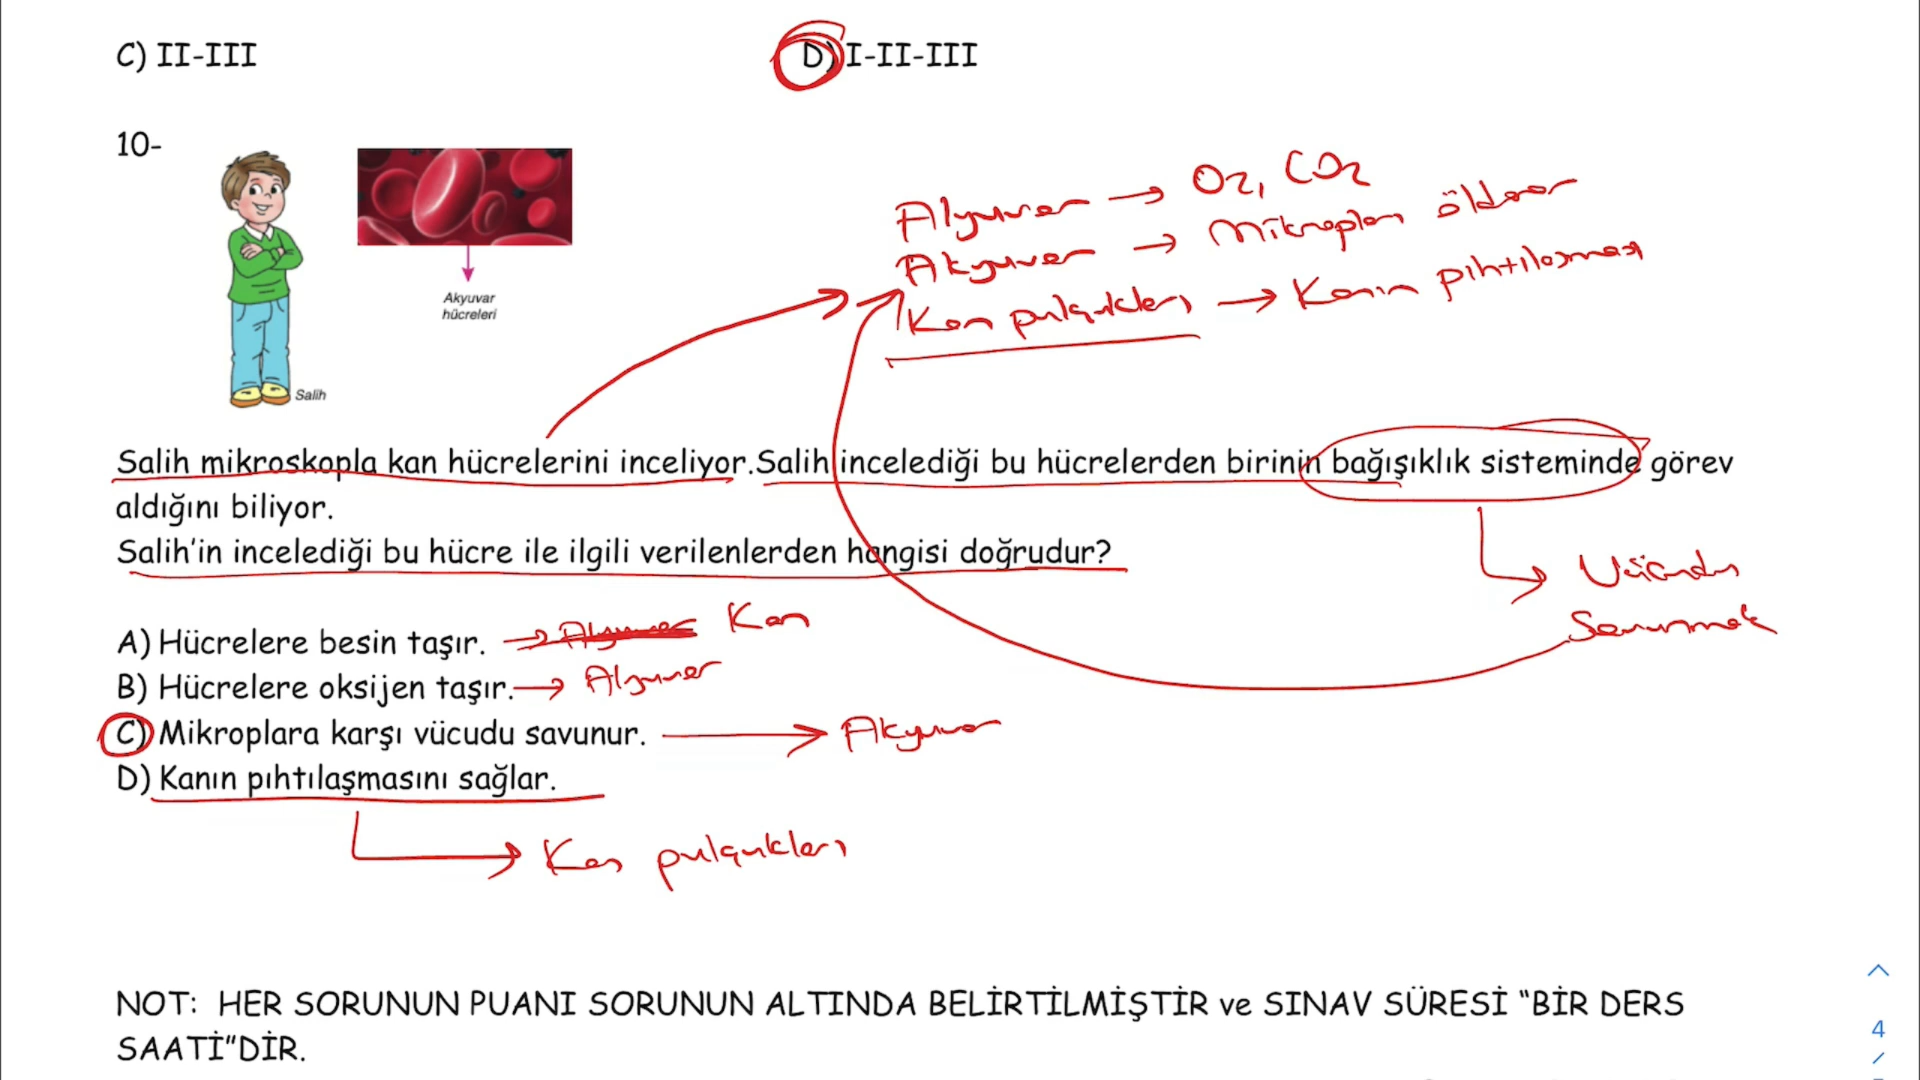 C) II-III
D) I-II-III
10-
Alyuvar → O2, CO2
Akyuvar → Mikropları öldürür
Kan pulcukları → Kanın pıhtılaşması
Akyuvar
hücreleri
Salih
Salih mikroskopla kan hücrelerini inceliyor.Salih incelediği bu hücrelerden birinin bağışıklık sisteminde görev
aldığını biliyor.
Salih'in incelediği bu hücre ile ilgili verilenlerden hangisi doğrudur?
Vücudu
Savunmak
A) Hücrelere besin taşır. → Alyuvar Kan
B) Hücrelere oksijen taşır. → Alyuvar
C) Mikroplara karşı vücudu savunur. → Akyuvar
D) Kanın pıhtılaşmasını sağlar.
Kan pulcukları
NOT: HER SORUNUN PUANI SORUNUN ALTINDA BELİRTİLMİŞTİR ve SINAV SÜRESİ "BİR DERS
SAATİ"DİR.
4
/